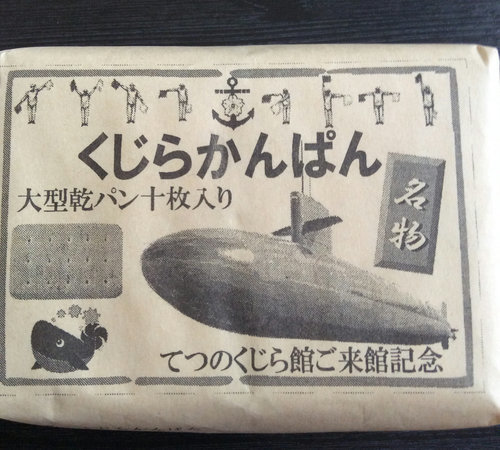 くじらかんぱん
大型乾パン十枚入り
名物
てつのくじら館ご来館記念